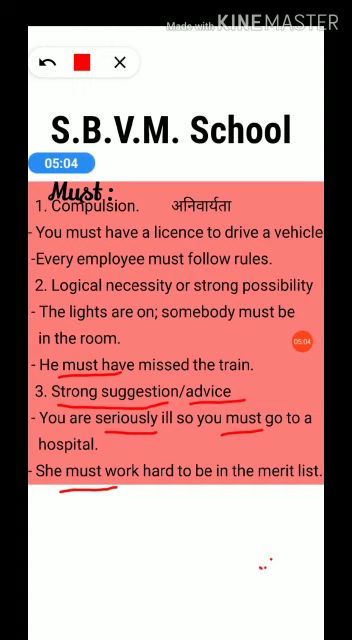 Made with KINEMASTER
S.B.V.M. School
05:04
Must :
1. Compulsion. अनिवार्यता
- You must have a licence to drive a vehicle
-Every employee must follow rules.
2. Logical necessity or strong possibility
- The lights are on; somebody must be
in the room.
05:04
- He must have missed the train.
3. Strong suggestion/advice
- You are seriously ill so you must go to a
hospital.
- She must work hard to be in the merit list.